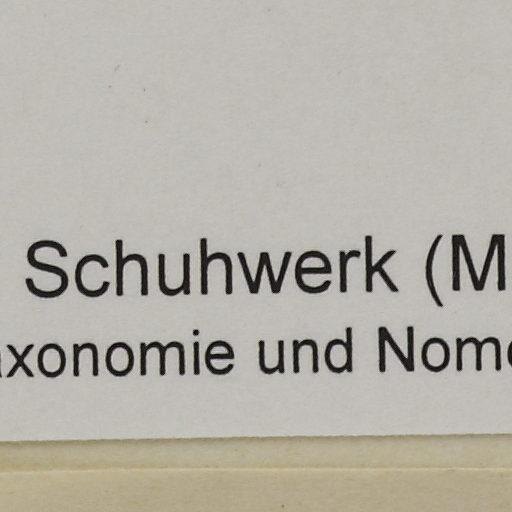 Schuhwerk (M
axonomie und Nom